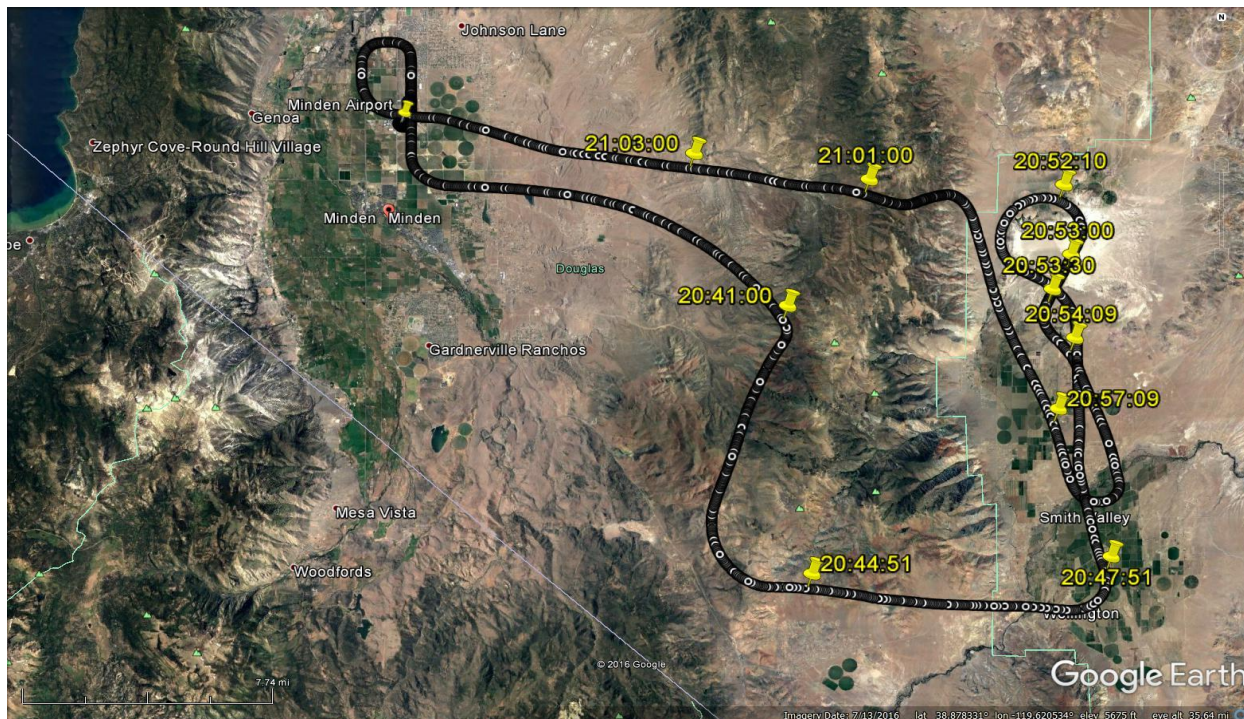 N
Johnson Lane
Minden Airport
Genoa
Zephyr Cove-Round Hill Village
21:03:00
21:01:00
20:52:10
Minden Minden
20:53:00
Douglas
20:53:30
20:41:00
20:54:09
Gardnerville Ranchos
20:57:09
Mesa Vista
Smith Valley
Woodfords
20:44:51
20:47:51
Wellington
© 2016 Google
Google Earth
7.74 mi
Imagery Date: 7/13/2016 lat 38.878331° lon -119.620534° elev 5675 ft eye alt 35.64 mi